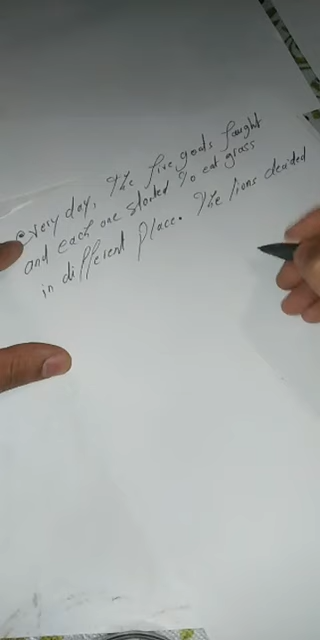 every day, The five goats fought
and each one started To eat grass
in different place. The lions decided